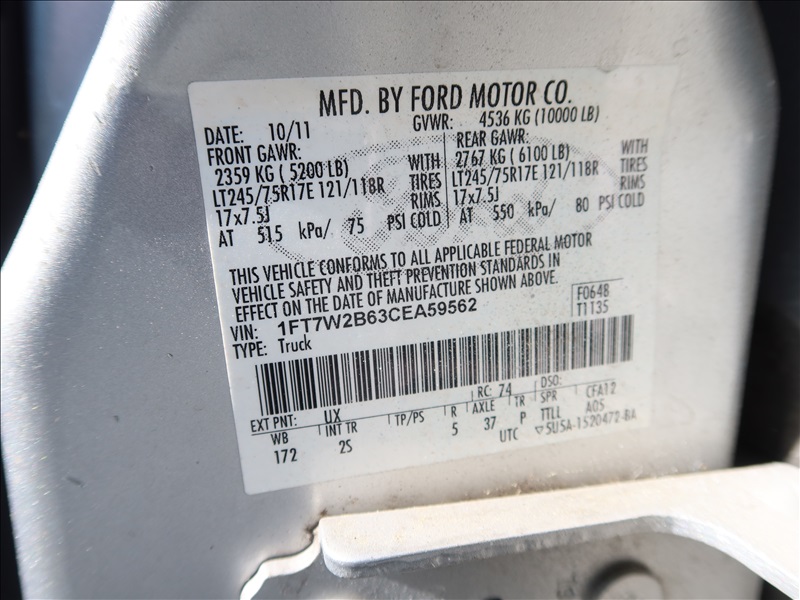 MFD. BY FORD MOTOR CO.
DATE: 10/11 GVWR: 4536 KG (10000 LB)
FRONT GAWR: REAR GAWR:
2359 KG ( 5200 LB) WITH 2767 KG ( 6100 LB) WITH
LT245/75R17E 121/118R TIRES LT245/75R17E 121/118R TIRES
17x7.5J RIMS 17x7.5J RIMS
AT 515 kPa/ 75 PSI COLD AT 550 kPa/ 80 PSI COLD
THIS VEHICLE CONFORMS TO ALL APPLICABLE FEDERAL MOTOR
VEHICLE SAFETY AND THEFT PREVENTION STANDARDS IN
EFFECT ON THE DATE OF MANUFACTURE SHOWN ABOVE.
VIN: 1FT7W2B63CEA59562 F0648
TYPE: Truck T1135
EXT PNT: UX RC: 74 DSO:
WB INT TR TP/PS R AXLE TR SPR CFA12
172 2S 5 37 P TTLL A0S
UTC ▽5U5A-1520472-BA